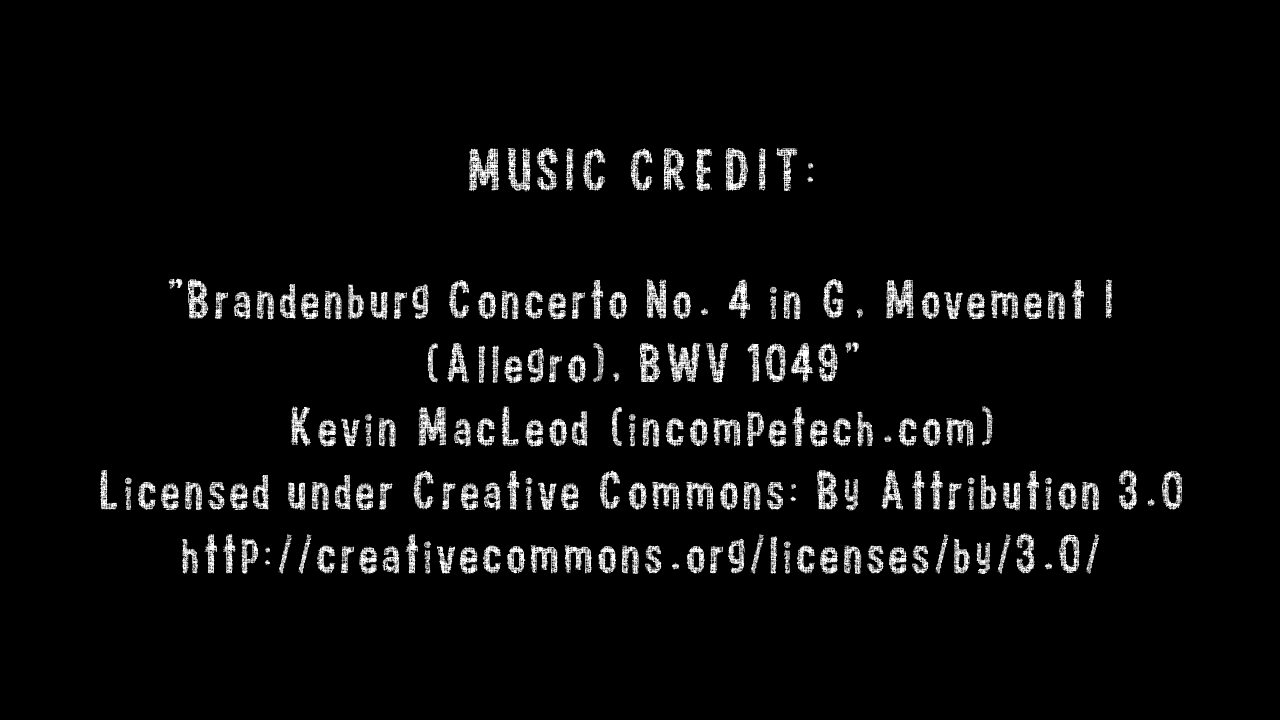 MUSIC CREDIT:
"Brandenburg Concerto No. 4 in G, Movement I
(Allegro), BWV 1049"
Kevin MacLeod (incompetech.com)
Licensed under Creative Commons: By Attribution 3.0
http://creativecommons.org/licenses/by/3.0/